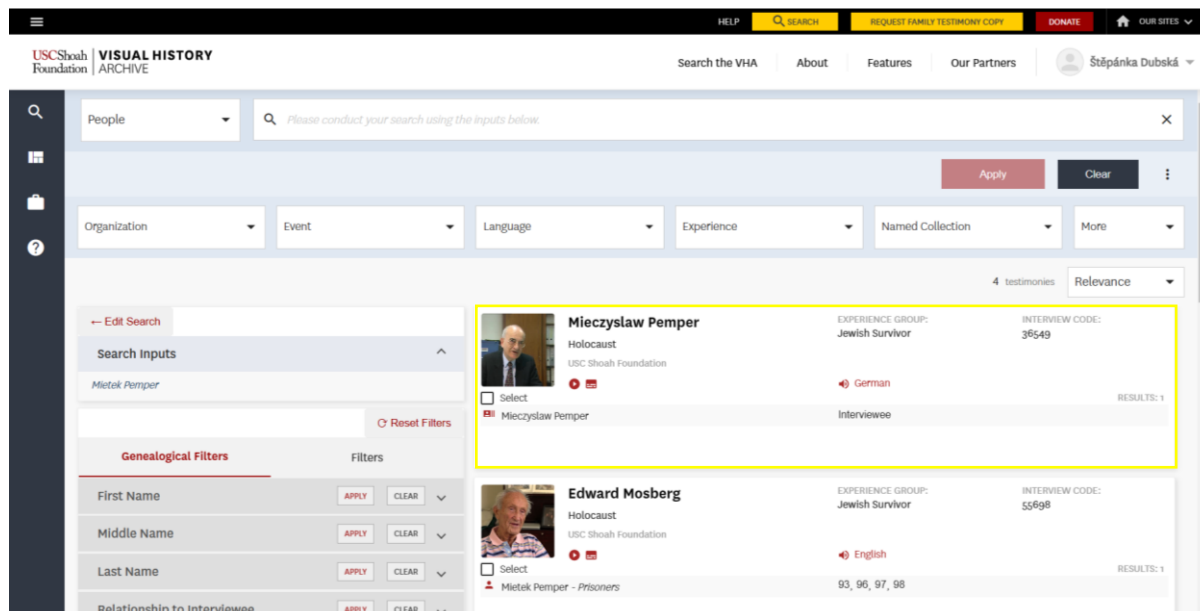 HELP SEARCH REQUEST FAMILY TESTIMONY COPY DONATE OUR SITES
USCShoah Foundation VISUAL HISTORY ARCHIVE
Search the VHA About Features Our Partners Štěpánka Dubská
People Please conduct your search using the inputs below.
Apply Clear
Organization Event Language Experience Named Collection More
4 testimonies Relevance
← Edit Search
Search Inputs
Mietek Pemper
Reset Filters
Genealogical Filters Filters
First Name APPLY CLEAR
Middle Name APPLY CLEAR
Last Name APPLY CLEAR
Relationship to Interviewee APPLY CLEAR
Mieczyslaw Pemper EXPERIENCE GROUP: INTERVIEW CODE:
Holocaust Jewish Survivor 36549
USC Shoah Foundation
German
Select RESULTS: 1
Mieczyslaw Pemper Interviewee
Edward Mosberg EXPERIENCE GROUP: INTERVIEW CODE:
Holocaust Jewish Survivor 55698
USC Shoah Foundation
English
Select RESULTS: 1
Mietek Pemper - Prisoners 93, 96, 97, 98